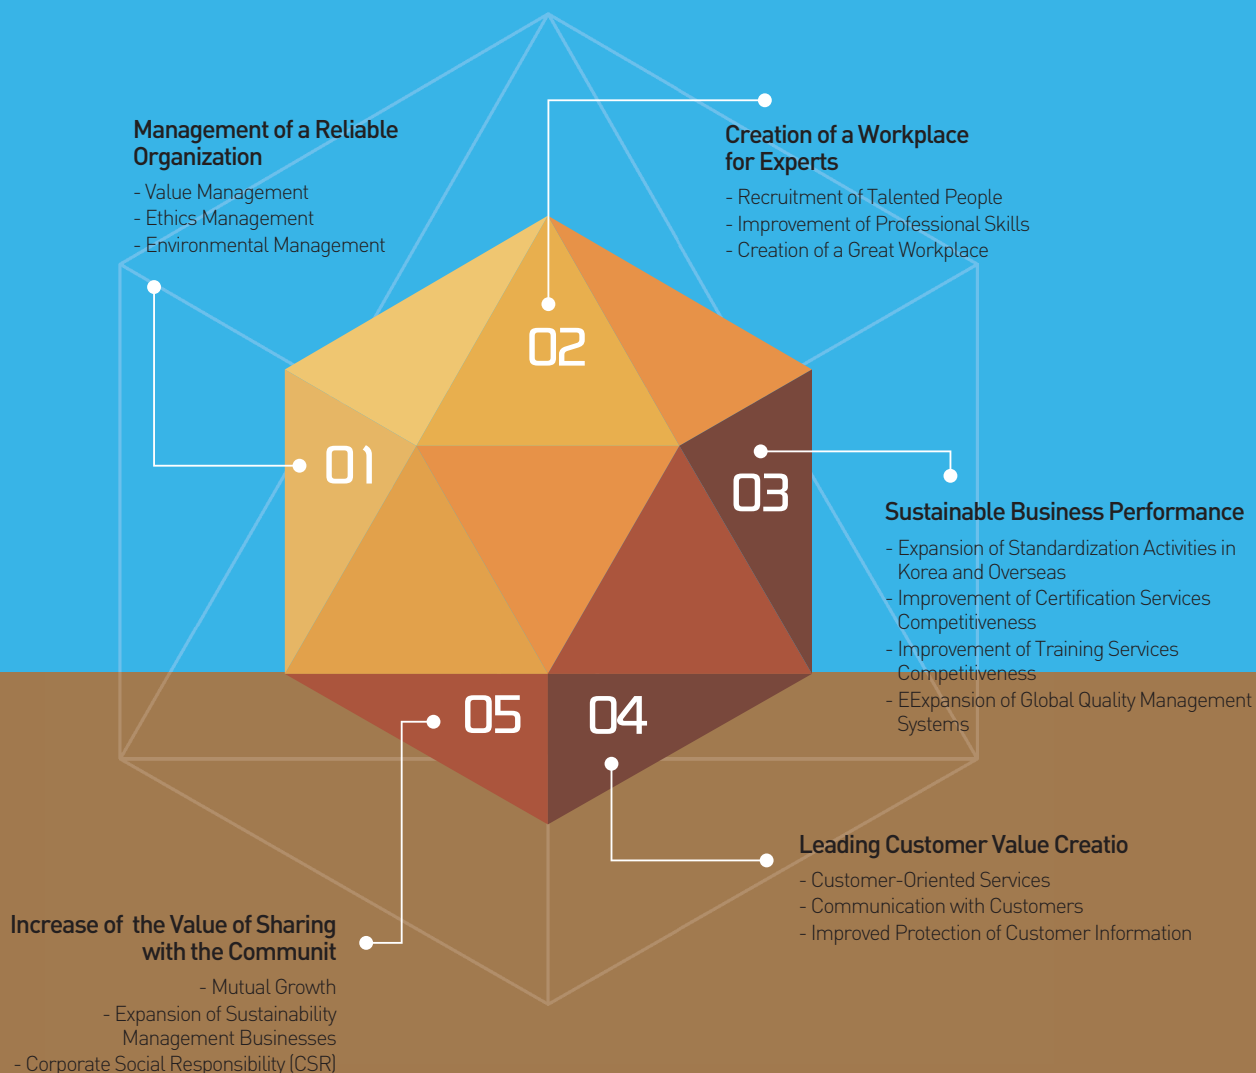 Management of a Reliable
Organization
- Value Management
- Ethics Management
- Environmental Management
Creation of a Workplace
for Experts
- Recruitment of Talented People
- Improvement of Professional Skills
- Creation of a Great Workplace
02
01
03
Sustainable Business Performance
- Expansion of Standardization Activities in
Korea and Overseas
- Improvement of Certification Services
Competitiveness
- Improvement of Training Services
Competitiveness
- EExpansion of Global Quality Management
Systems
05
04
Leading Customer Value Creatio
- Customer-Oriented Services
- Communication with Customers
- Improved Protection of Customer Information
Increase of the Value of Sharing
with the Communit
- Mutual Growth
- Expansion of Sustainability
Management Businesses
- Corporate Social Responsibility (CSR)